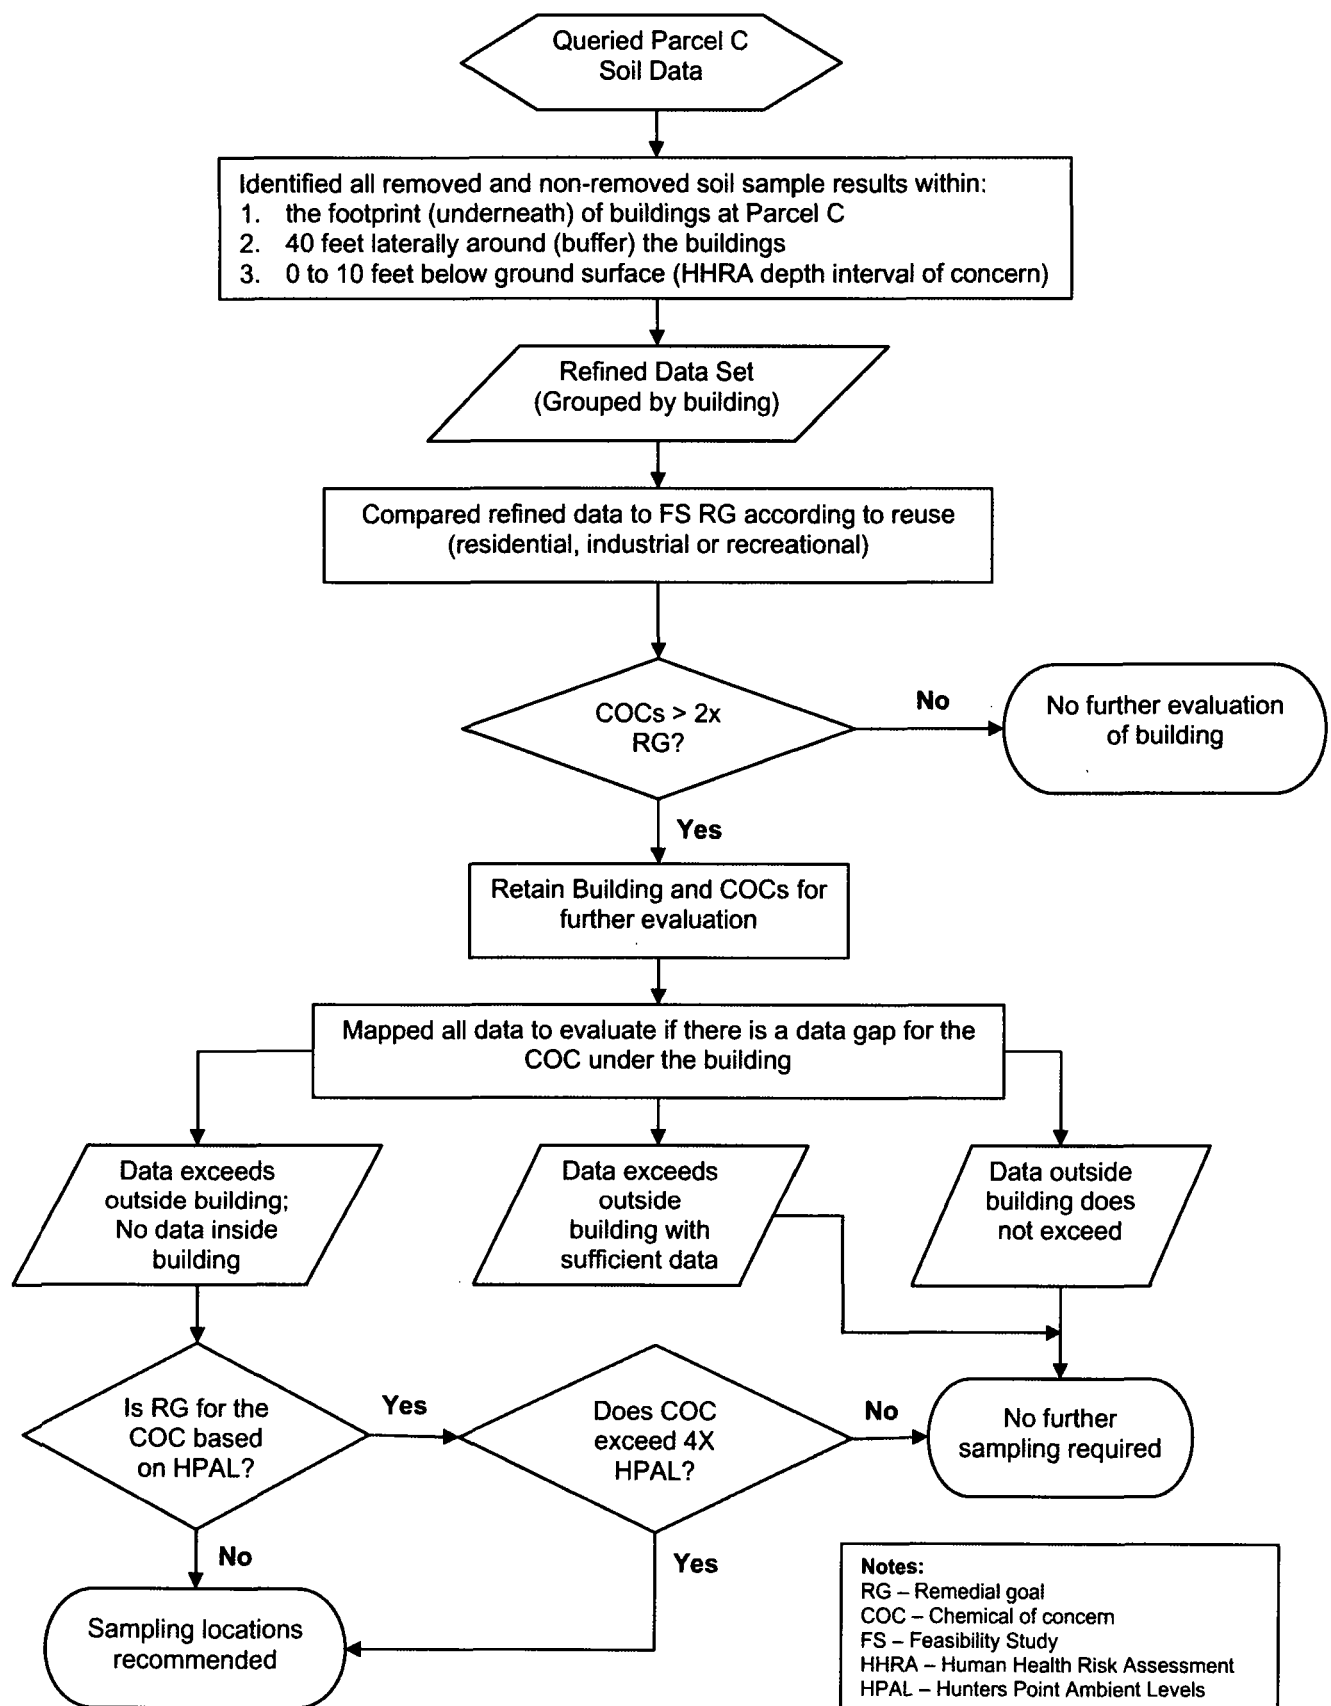 Queried Parcel C
Soil Data
Identified all removed and non-removed soil sample results within:
1. the footprint (underneath) of buildings at Parcel C
2. 40 feet laterally around (buffer) the buildings
3. 0 to 10 feet below ground surface (HHRA depth interval of concern)
Refined Data Set
(Grouped by building)
Compared refined data to FS RG according to reuse
(residential, industrial or recreational)
COCs > 2x
RG?
No
No further evaluation
of building
Yes
Retain Building and COCs for
further evaluation
Mapped all data to evaluate if there is a data gap for the
COC under the building
Data exceeds
outside building;
No data inside
building
Data exceeds
outside
building with
sufficient data
Data outside
building does
not exceed
Is RG for the
COC based
on HPAL?
Yes
Does COC
exceed 4X
HPAL?
No
No further
sampling required
No
Yes
Sampling locations
recommended
Notes:
RG – Remedial goal
COC – Chemical of concern
FS – Feasibility Study
HHRA – Human Health Risk Assessment
HPAL – Hunters Point Ambient Levels